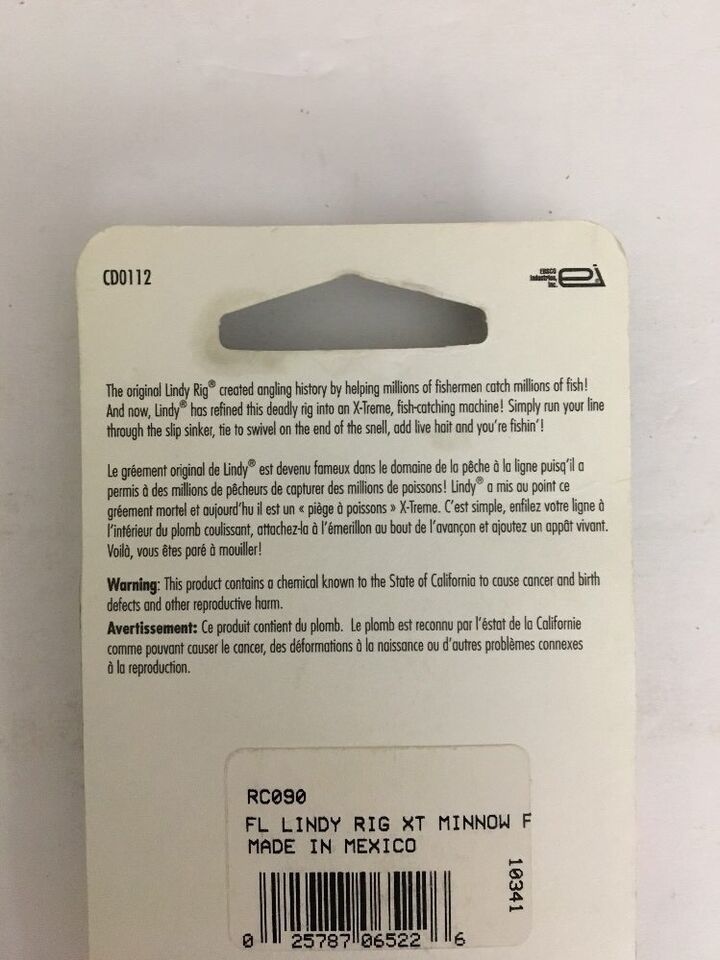 CD0112
EBSCO
Industries,
Inc.
ei
The original Lindy Rig® created angling history by helping millions of fishermen catch millions of fish!
And now, Lindy® has refined this deadly rig into an X-Treme, fish-catching machine! Simply run your line
through the slip sinker, tie to swivel on the end of the snell, add live bait and you're fishin'!
Le gréement original de Lindy® est devenu fameux dans le domaine de la pêche à la ligne puisq'il a
permis à des millions de pêcheurs de capturer des millions de poissons! Lindy® a mis au point ce
gréement mortel et aujourd'hu il est un « piège à poissons » X-Treme. C'est simple, enfilez votre ligne à
l'intérieur du plomb coulissant, attachez-la à l'émerillon au bout de l'avançon et ajoutez un appât vivant.
Voilà, vous êtes paré à mouiller!
Warning: This product contains a chemical known to the State of California to cause cancer and birth
defects and other reproductive harm.
Avertissement: Ce produit contient du plomb. Le plomb est reconnu par l'éstat de la Californie
comme pouvant causer le cancer, des déformations à la naissance ou d'autres problèmes connexes
à la reproduction.
RC090
FL LINDY RIG XT MINNOW F
MADE IN MEXICO
10341
0 25787 06522 6